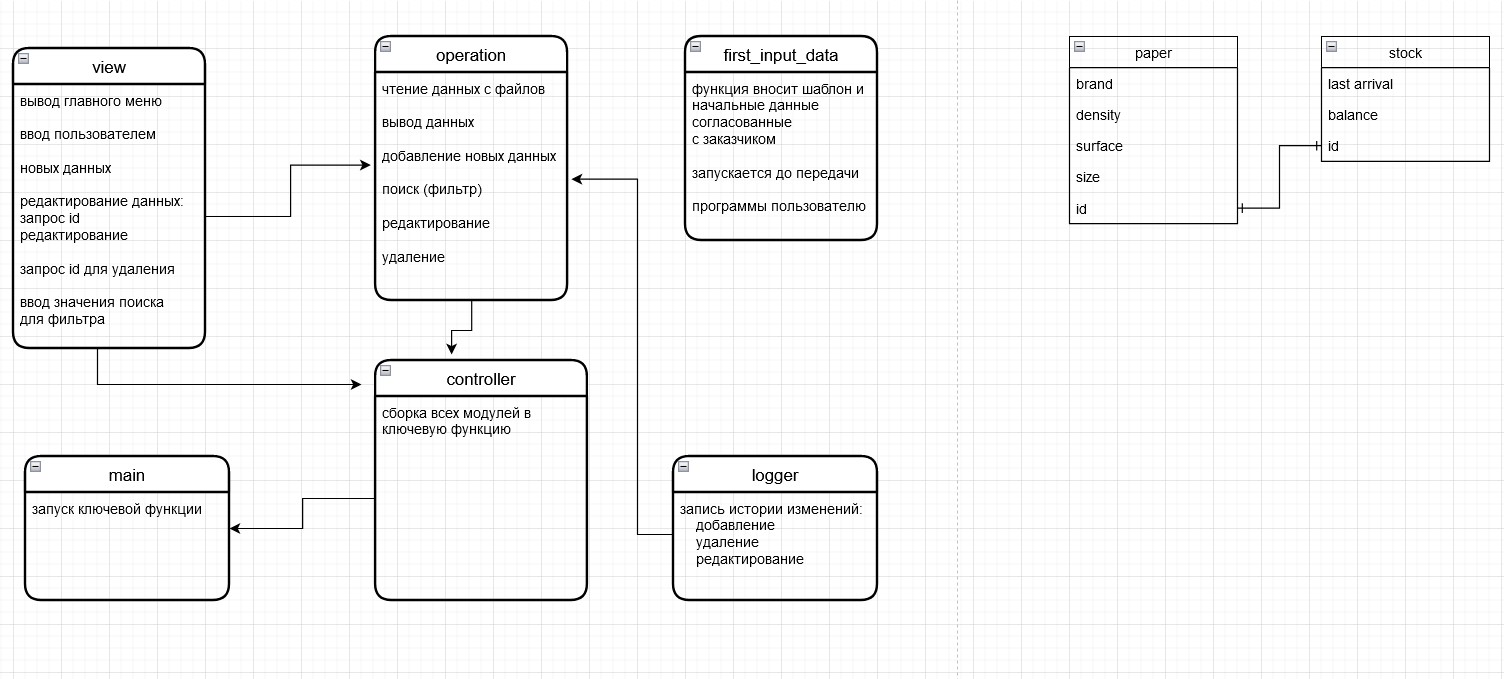 view
вывод главного меню
ввод пользователем
новых данных
редактирование данных:
запрос id
редактирование
запрос id для удаления
ввод значения поиска
для фильтра
operation
чтение данных с файлов
вывод данных
добавление новых данных
поиск (фильтр)
редактирование
удаление
first_input_data
функция вносит шаблон и
начальные данные
согласованные
с заказчиком
запускается до передачи
программы пользователю
paper
brand
density
surface
size
id
stock
last arrival
balance
id
controller
сборка всех модулей в
ключевую функцию
main
запуск ключевой функции
logger
запись истории изменений:
добавление
удаление
редактирование